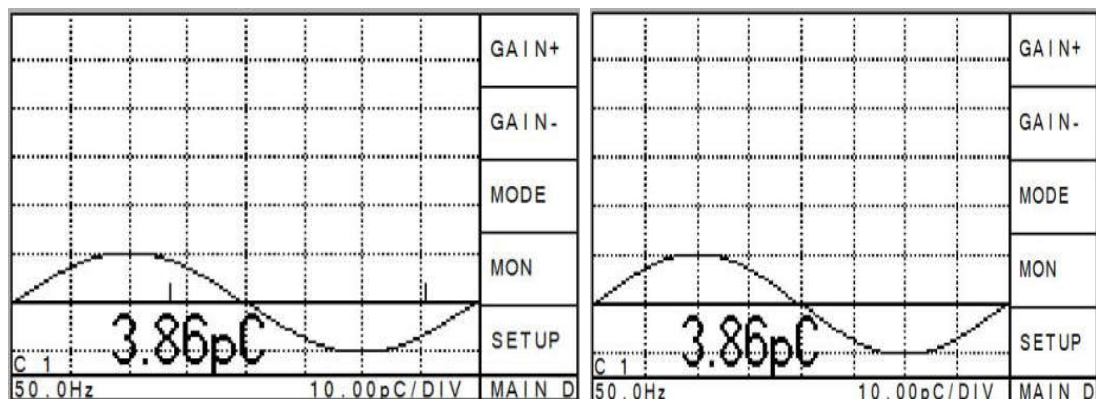 GAIN+
GAIN-
MODE
MON
SETUP
3.86pC
C 1
50.0Hz 10.00pC/DIV MAIN D
GAIN+
GAIN-
MODE
MON
SETUP
3.86pC
C 1
50.0Hz 10.00pC/DIV MAIN D